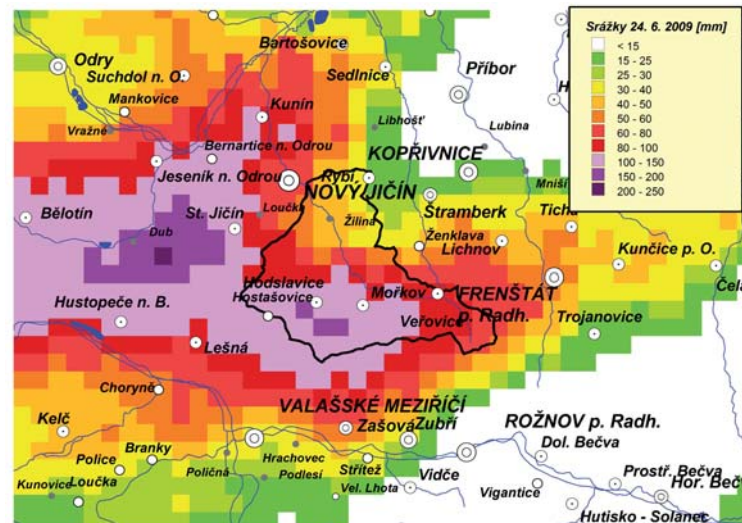 Srážky 24. 6. 2009 [mm]
< 15
15 - 25
25 - 30
30 - 40
40 - 50
50 - 60
60 - 80
80 - 100
100 - 150
150 - 200
200 - 250
Bartošovice
Odry
Suchdol n. O.
Sedlnice
Příbor
Mankovice
Kunín
Vražné
Libhošť
Lubina
Bernartice n. Odrou
KOPŘIVNICE
Jeseník n. Odrou
Rybí
Mniší
NOVÝ JIČÍN
Bělotín
St. Jičín
Loučka
Štramberk
Tichá
Žilina
Dub
Ženklava
Lichnov
Kunčice p. O.
Čela
Hodslavice
Mořkov
FRENŠTÁT
p. Radh.
Hustopeče n. B.
Hostašovice
Veřovice
Trojanovice
Lešná
Choryně
VALAŠSKÉ MEZIŘÍČÍ
Kelč
Zašová
Zubří
ROŽNOV p. Radh.
Branky
Hrachovec
Dol. Bečva
Police
Poličná
Střítež
Vidče
Prostř. Bečva
Kunovice
Loučka
Podlesí
Vel. Lhota
Vigantice
Hor. Bečv
Hutisko - Solanec